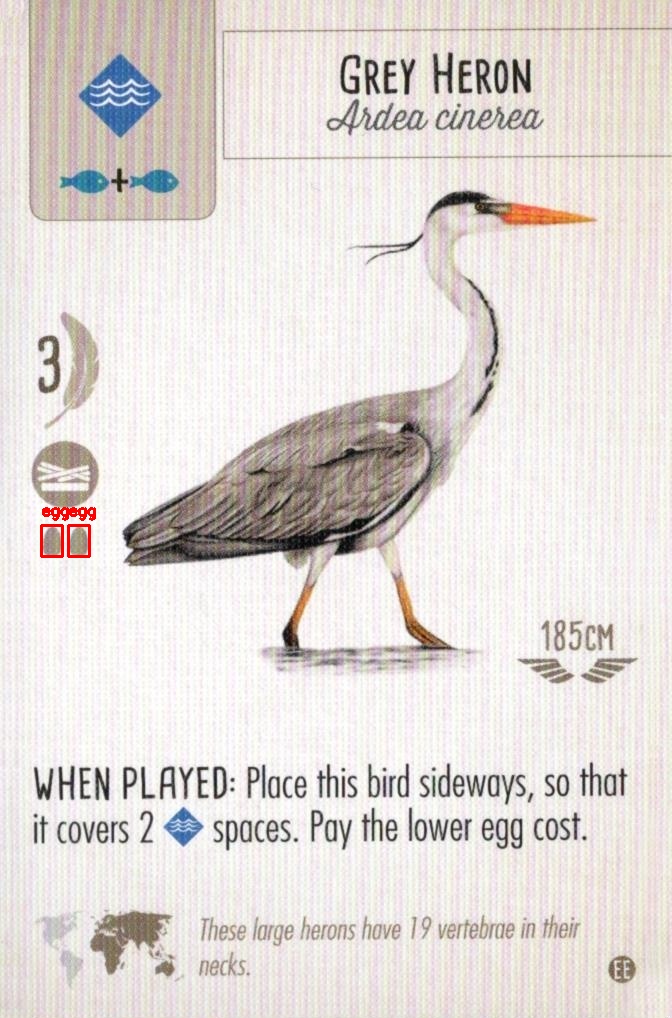 GREY HERON
Ardea cinerea
+
3
eggegg
185CM
WHEN PLAYED: Place this bird sideways, so that
it covers 2 spaces. Pay the lower egg cost.
These large herons have 19 vertebrae in their
necks.
EE